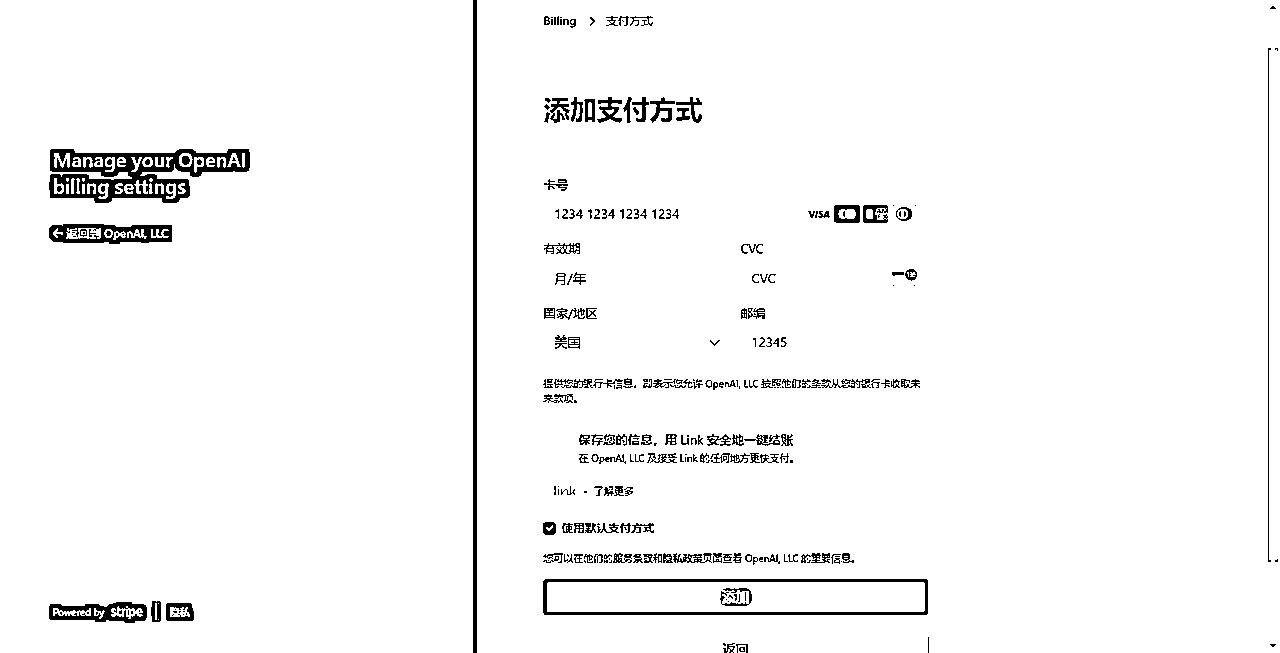 Billing > 支付方式
添加支付方式
Manage your OpenAI
billing settings
← 返回到 OpenAI, LLC
卡号
1234 1234 1234 1234 VISA
有效期 CVC
月/年 CVC
国家/地区 邮编
美国 12345
提供您的银行卡信息，即表示您允许 OpenAI, LLC 按照他们的条款从您的银行卡收取未
来款项。
保存您的信息，用 Link 安全地一键结账
在 OpenAI, LLC 及接受 Link 的任何地方更快支付。
link · 了解更多
使用默认支付方式
您可以在他们的服务条款和隐私政策页面查看 OpenAI, LLC 的重要信息。
添加
Powered by stripe | 隐私
返回